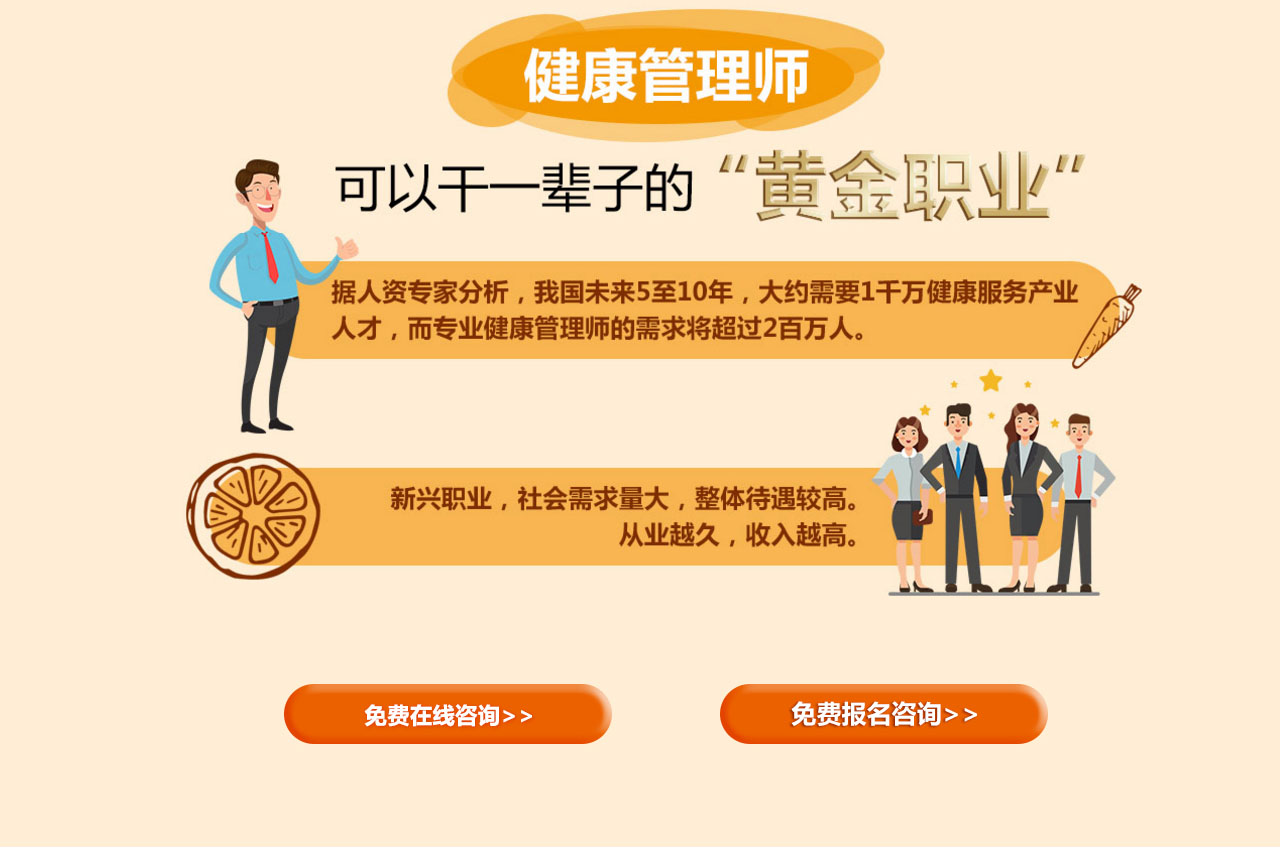 健康管理师
可以干一辈子的“黄金职业”
据人资专家分析，我国未来5至10年，大约需要1千万健康服务产业
人才，而专业健康管理师的需求将超过2百万人。
新兴职业，社会需求量大，整体待遇较高。
从业越久，收入越高。
免费在线咨询>>
免费报名咨询>>